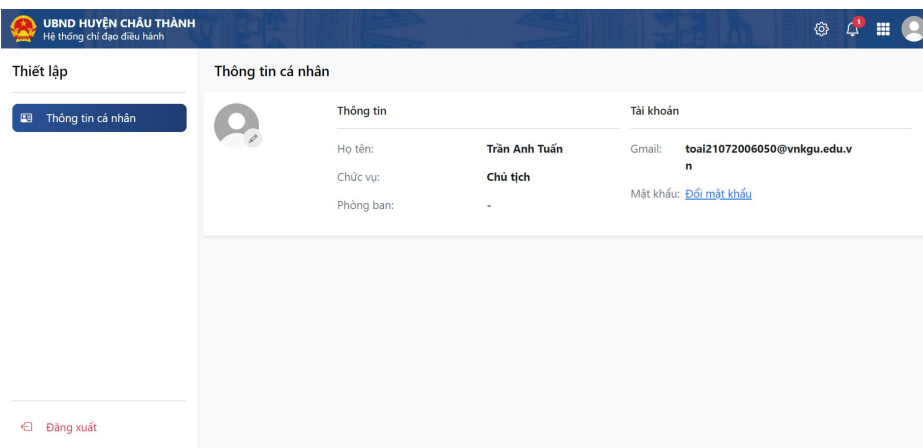 UBND HUYỆN CHÂU THÀNH
Hệ thống chỉ đạo điều hành
1
Thiết lập
Thông tin cá nhân
Đăng xuất
Thông tin cá nhân
Thông tin
Họ tên: Trần Anh Tuấn
Chức vụ: Chủ tịch
Phòng ban: -
Tài khoản
Gmail: toai21072006050@vnkgu.edu.v
n
Mật khẩu: Đổi mật khẩu